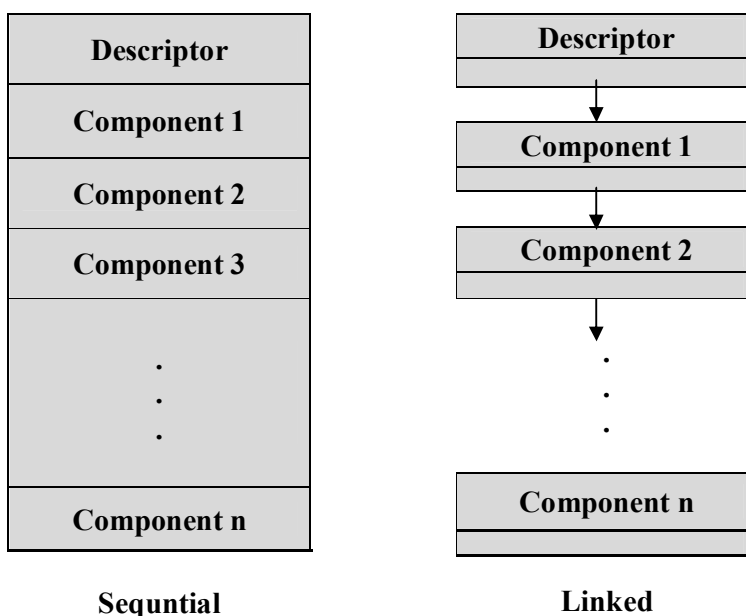 Descriptor
Component 1
Component 2
Component 3
.
.
.
Component n
Sequntial
Descriptor
Component 1
Component 2
.
.
.
Component n
Linked